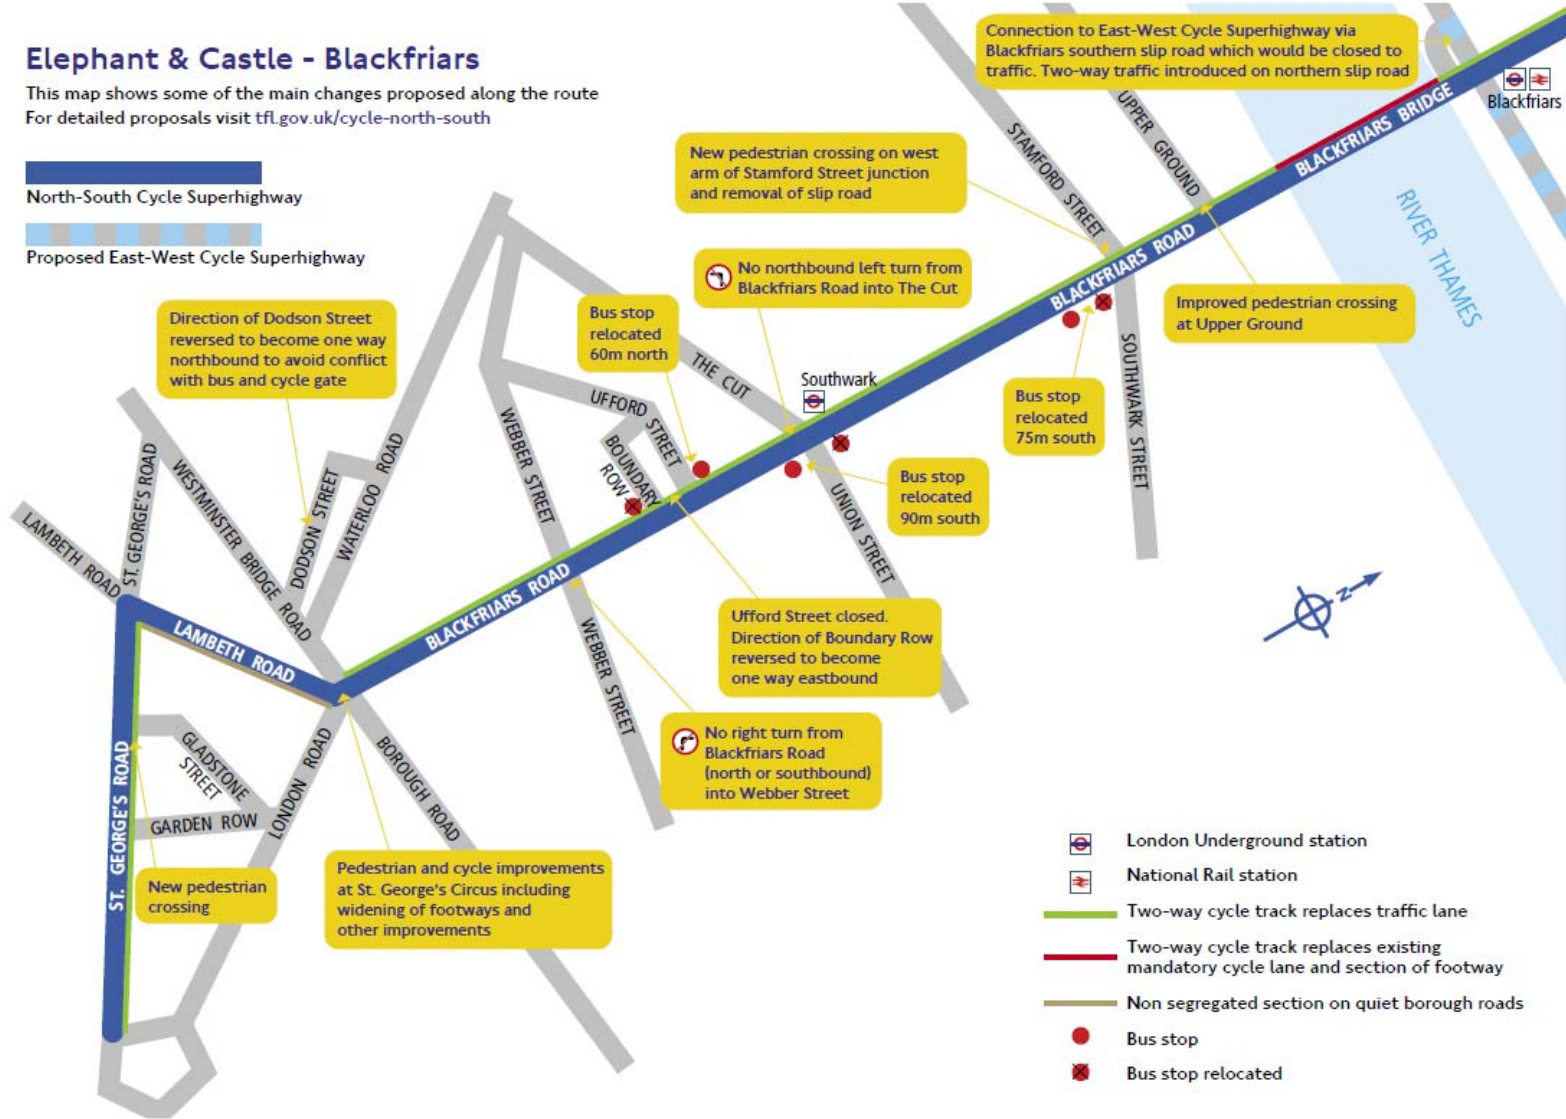 Elephant & Castle - Blackfriars
This map shows some of the main changes proposed along the route
For detailed proposals visit tfl.gov.uk/cycle-north-south
North-South Cycle Superhighway
Proposed East-West Cycle Superhighway
Connection to East-West Cycle Superhighway via
Blackfriars southern slip road which would be closed to
traffic. Two-way traffic introduced on northern slip road
Blackfriars
BLACKFRIARS BRIDGE
UPPER GROUND
STAMFORD STREET
RIVER THAMES
New pedestrian crossing on west
arm of Stamford Street junction
and removal of slip road
BLACKFRIARS ROAD
No northbound left turn from
Blackfriars Road into The Cut
Improved pedestrian crossing
at Upper Ground
Direction of Dodson Street
reversed to become one way
northbound to avoid conflict
with bus and cycle gate
Bus stop
relocated
60m north
THE CUT
Southwark
SOUTHWARK STREET
Bus stop
relocated
75m south
UFFORD STREET
BOUNDARY
ROW
WEBBER STREET
Bus stop
relocated
90m south
UNION STREET
ST. GEORGE'S ROAD
WESTMINSTER BRIDGE ROAD
DODSON STREET
WATERLOO ROAD
LAMBETH ROAD
LAMBETH ROAD
BLACKFRIARS ROAD
WEBBER STREET
N
Ufford Street closed.
Direction of Boundary Row
reversed to become
one way eastbound
No right turn from
Blackfriars Road
(north or southbound)
into Webber Street
ST. GEORGE'S ROAD
GLADSTONE
STREET
GARDEN ROW
LONDON ROAD
BOROUGH ROAD
New pedestrian
crossing
Pedestrian and cycle improvements
at St. George's Circus including
widening of footways and
other improvements
London Underground station
National Rail station
Two-way cycle track replaces traffic lane
Two-way cycle track replaces existing
mandatory cycle lane and section of footway
Non segregated section on quiet borough roads
Bus stop
Bus stop relocated